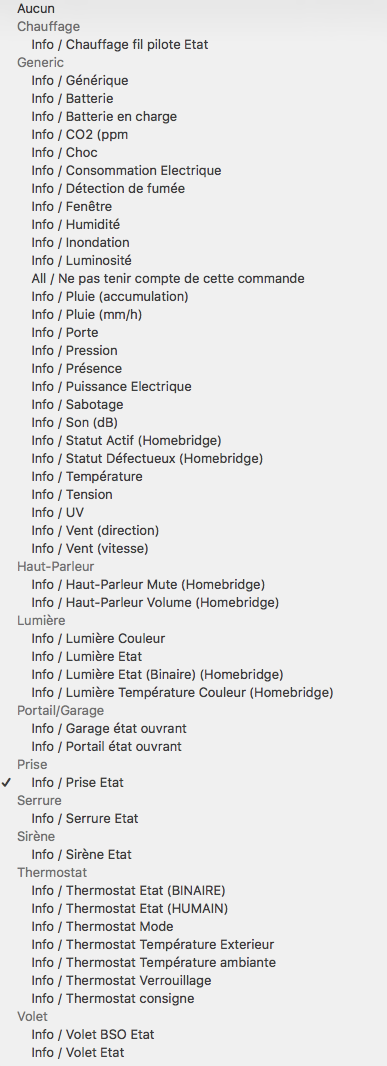 Aucun
Chauffage
Info / Chauffage fil pilote Etat
Generic
Info / Générique
Info / Batterie
Info / Batterie en charge
Info / CO2 (ppm
Info / Choc
Info / Consommation Electrique
Info / Détection de fumée
Info / Fenêtre
Info / Humidité
Info / Inondation
Info / Luminosité
All / Ne pas tenir compte de cette commande
Info / Pluie (accumulation)
Info / Pluie (mm/h)
Info / Porte
Info / Pression
Info / Présence
Info / Puissance Electrique
Info / Sabotage
Info / Son (dB)
Info / Statut Actif (Homebridge)
Info / Statut Défectueux (Homebridge)
Info / Température
Info / Tension
Info / UV
Info / Vent (direction)
Info / Vent (vitesse)
Haut-Parleur
Info / Haut-Parleur Mute (Homebridge)
Info / Haut-Parleur Volume (Homebridge)
Lumière
Info / Lumière Couleur
Info / Lumière Etat
Info / Lumière Etat (Binaire) (Homebridge)
Info / Lumière Température Couleur (Homebridge)
Portail/Garage
Info / Garage état ouvrant
Info / Portail état ouvrant
Prise
✓ Info / Prise Etat
Serrure
Info / Serrure Etat
Sirène
Info / Sirène Etat
Thermostat
Info / Thermostat Etat (BINAIRE)
Info / Thermostat Etat (HUMAIN)
Info / Thermostat Mode
Info / Thermostat Température Exterieur
Info / Thermostat Température ambiante
Info / Thermostat Verrouillage
Info / Thermostat consigne
Volet
Info / Volet BSO Etat
Info / Volet Etat